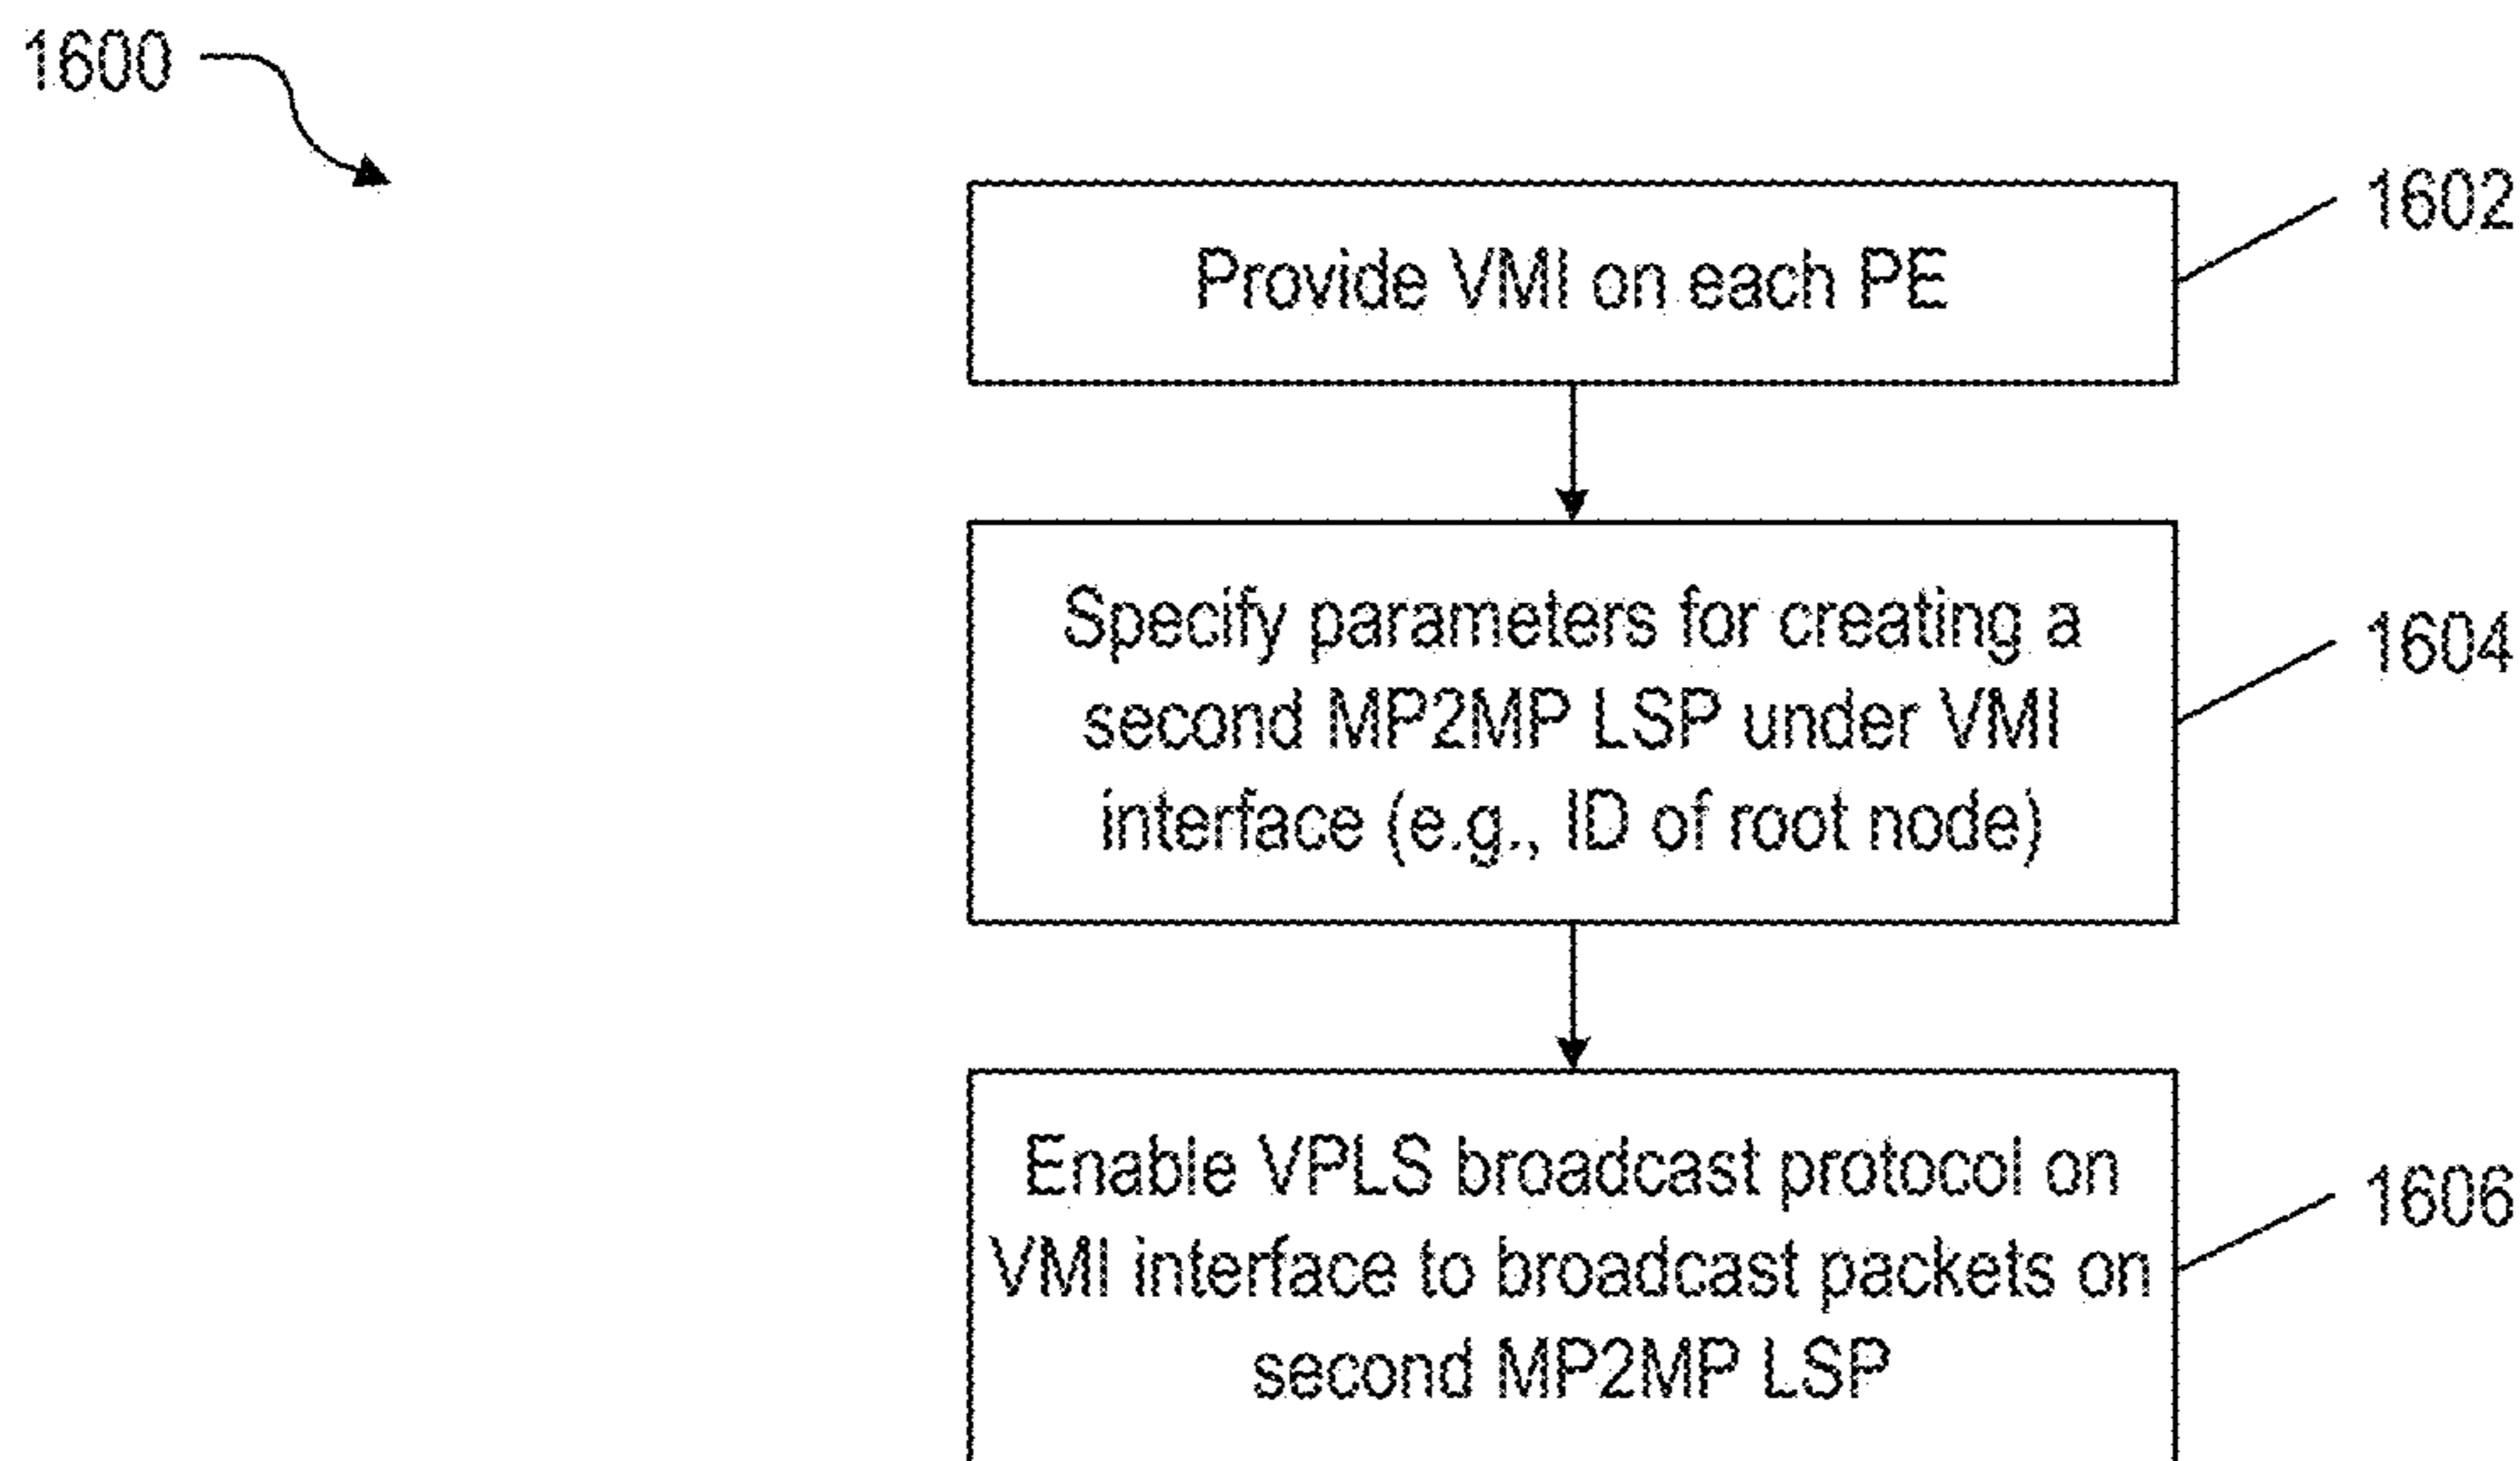 1600
1602
Provide VMI on each PE
Specify parameters for creating a
second MP2MP LSP under VMI
interface (e.g., ID of root node)
1604
Enable VPLS broadcast protocol on
VMI interface to broadcast packets on
second MP2MP LSP
1606